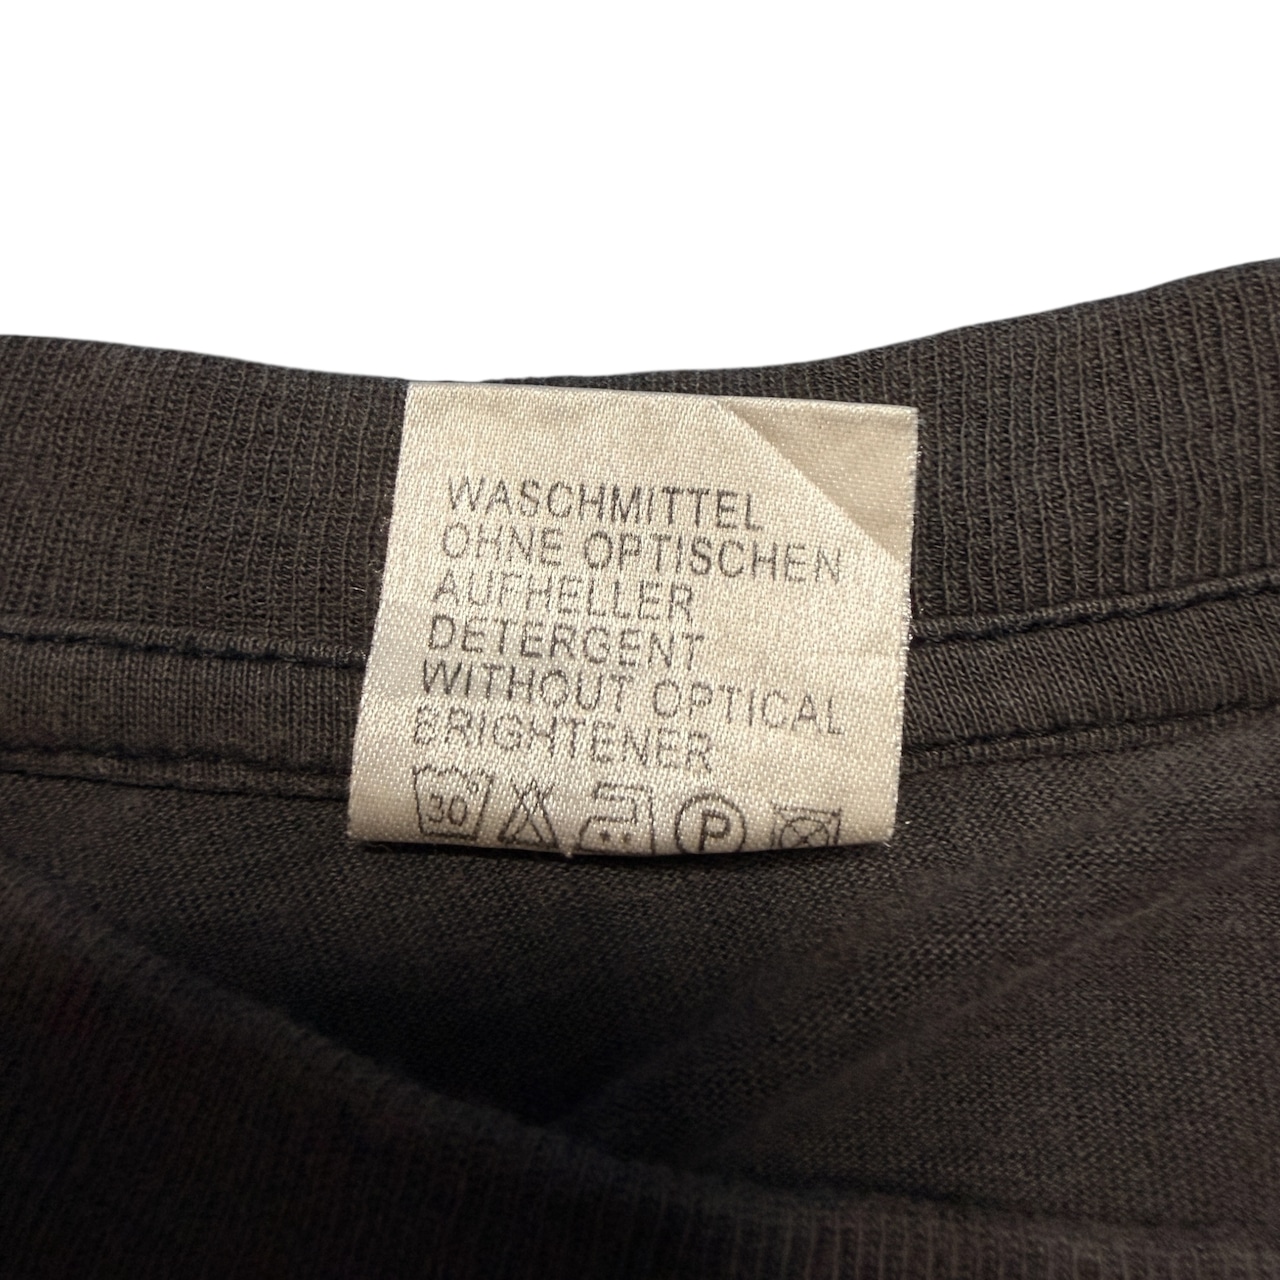 WASCHMITTEL
OHNE OPTISCHEN
AUFHELLER
DETERGENT
WITHOUT OPTICAL
BRIGHTENER
30° P